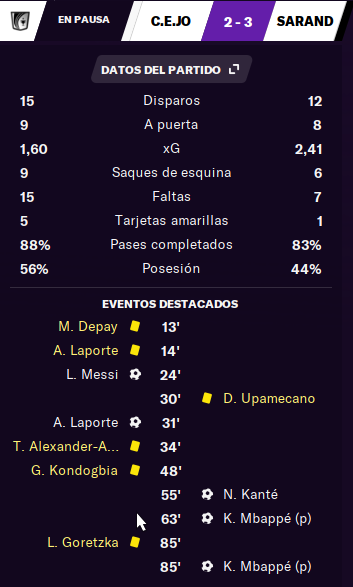 EN PAUSA C.E.JO 2 - 3 SARAND
DATOS DEL PARTIDO
15 Disparos 12
9 A puerta 8
1,60 xG 2,41
9 Saques de esquina 6
15 Faltas 7
5 Tarjetas amarillas 1
88% Pases completados 83%
56% Posesión 44%
EVENTOS DESTACADOS
M. Depay 13'
A. Laporte 14'
L. Messi 24'
30' D. Upamecano
A. Laporte 31'
T. Alexander-A... 34'
G. Kondogbia 48'
55' N. Kanté
63' K. Mbappé (p)
L. Goretzka 85'
85' K. Mbappé (p)